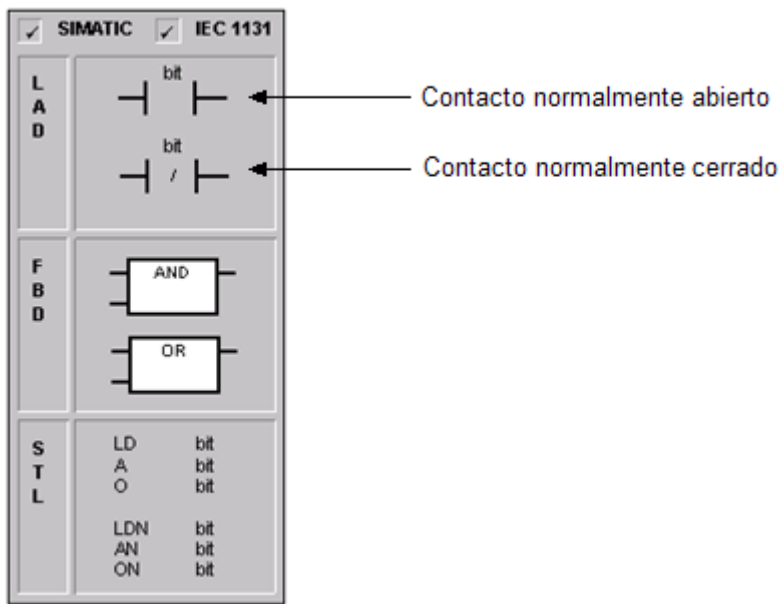 ✓ SIMATIC ✓ IEC 1131
LAD
bit
Contacto normalmente abierto
bit
/
Contacto normalmente cerrado
FBD
AND
OR
STL
LD bit
A bit
O bit
LDN bit
AN bit
ON bit